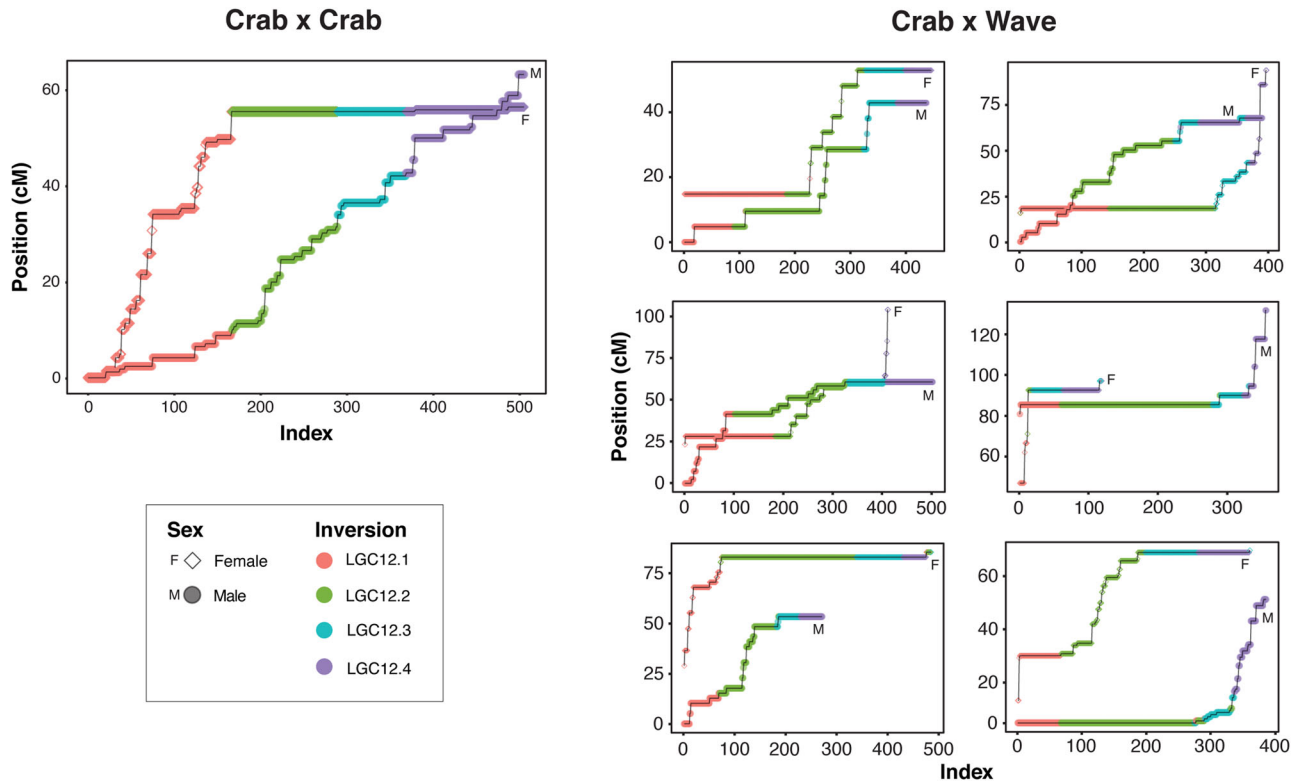 Crab x Crab
Position (cM)
60
40
20
0
M
F
0 100 200 300 400 500
Index
Sex
F Female
M Male
Inversion
LGC12.1
LGC12.2
LGC12.3
LGC12.4
Crab x Wave
Position (cM)
40
20
0
F
M
0 100 200 300 400
75
50
25
0
F
M
0 100 200 300 400
100
75
50
25
0
F
M
0 100 200 300 400 500
120
100
80
60
F
M
0 100 200 300
75
50
25
0
F
M
0 100 200 300 400 500
60
40
20
0
F
M
0 100 200 300 400
Index